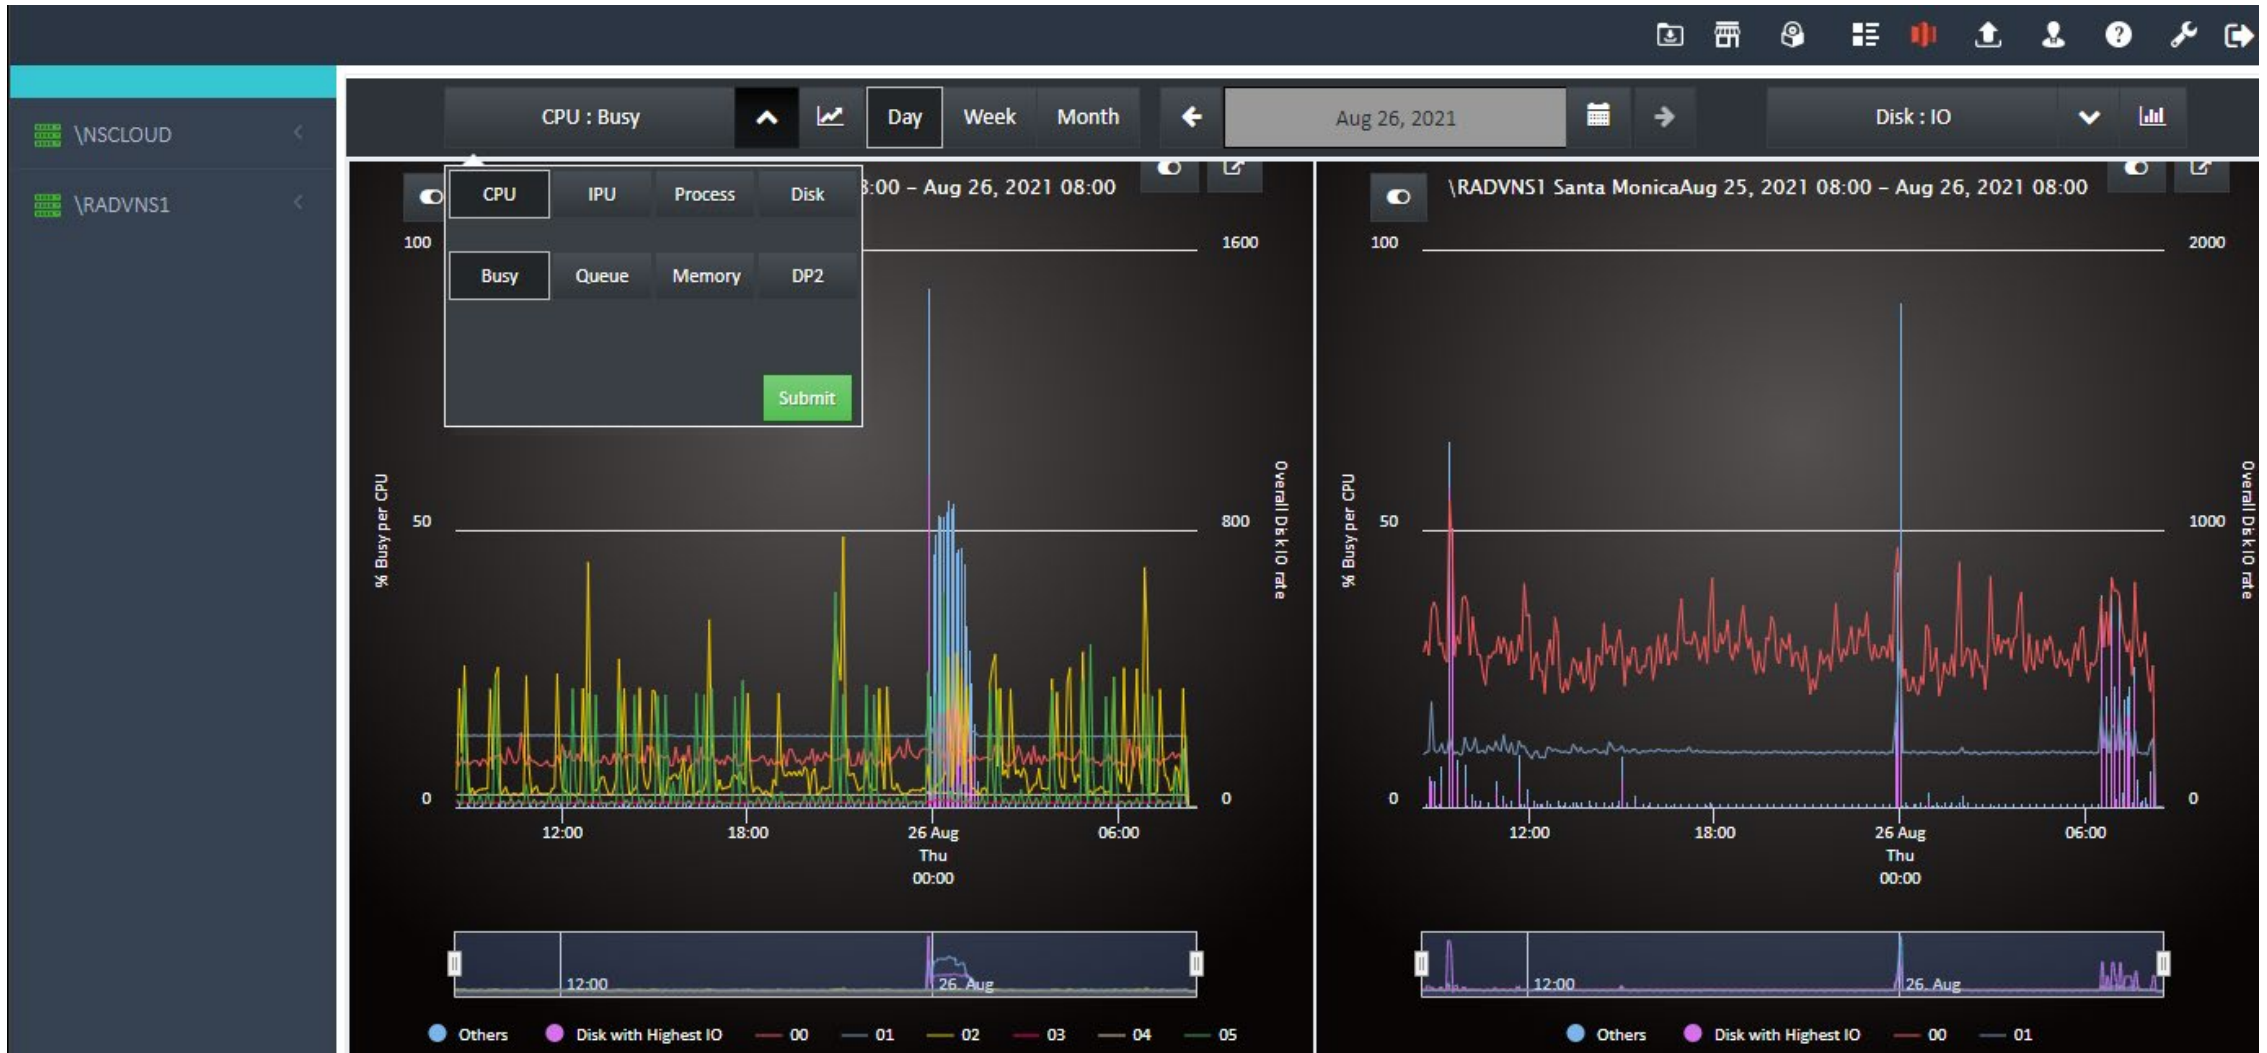 CPU : Busy
Day
Week
Month
Aug 26, 2021
Disk : IO
\NSCLOUD
\RADVNS1
CPU
IPU
Process
Disk
Busy
Queue
Memory
DP2
Submit
:00 – Aug 26, 2021 08:00
100
1600
% Busy per CPU
50
800
Overall Disk IO rate
0
0
12:00
18:00
26 Aug
06:00
Thu
00:00
12:00
26. Aug
Others
Disk with Highest IO
00
01
02
03
04
05
\RADVNS1 Santa MonicaAug 25, 2021 08:00 – Aug 26, 2021 08:00
100
2000
% Busy per CPU
50
1000
Overall Disk IO rate
0
0
12:00
18:00
26 Aug
06:00
Thu
00:00
12:00
26. Aug
Others
Disk with Highest IO
00
01